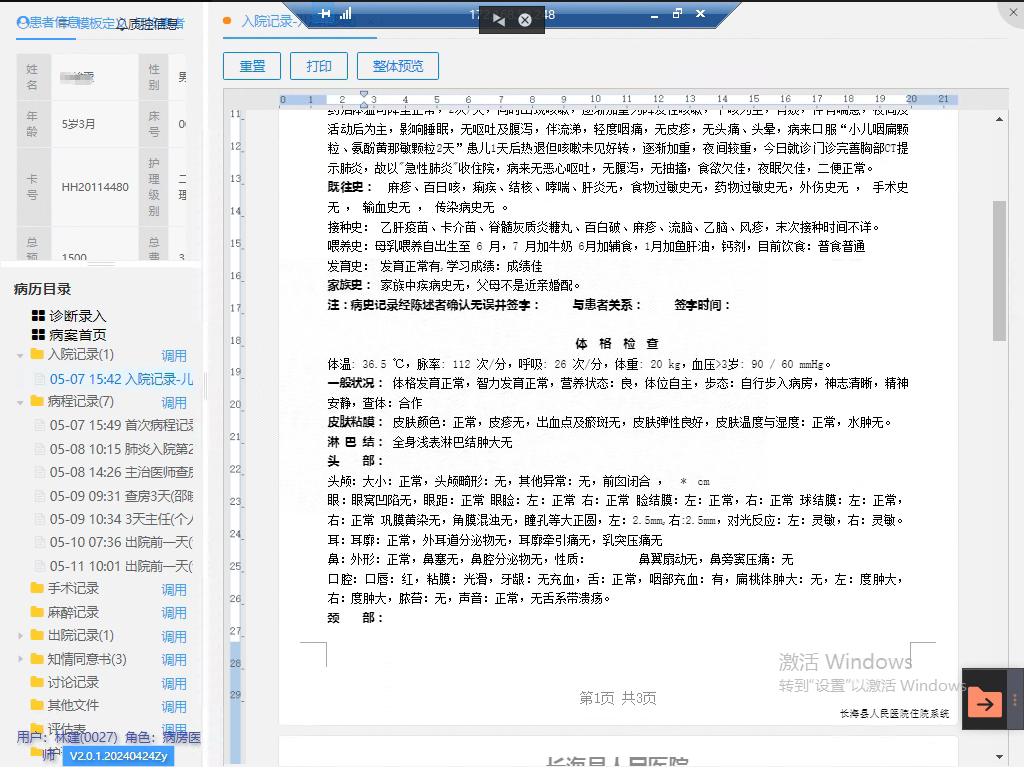 患者信息
模板定义
质控信息
姓名
性别
男
年龄
5岁3月
床号
卡号
HH20114480
护理级别
总预
1500
总费
3
病历目录
诊断录入
病案首页
入院记录(1) 调用
05-07 15:42 入院记录-儿
病程记录(7) 调用
05-07 15:49 首次病程记
05-08 10:15 肺炎入院第2
05-08 14:26 主治医师查
05-09 09:31 查房3天(邵
05-09 10:34 3天主任(个
05-10 07:36 出院前一天(
05-11 10:01 出院前一天(
手术记录 调用
麻醉记录 调用
出院记录(1) 调用
知情同意书(3) 调用
讨论记录 调用
其他文件 调用
评估表 调用
用户: 林建(0027) 角色: 病房医师
V2.0.1.20240424Zy
入院记录-儿
重置 打印 整体预览
0 1 2 3 4 5 6 7 8 9 10 11 12 13 14 15 16 17 18 19 20 21
11 12 13 14 15 16 17 18 19 20 21 22 23 24 25 26 27 28 29
活动后为主，影响睡眠，无呕吐及腹泻，伴流涕，轻度咽痛，无皮疹，无头痛、头晕，病来口服“小儿咽扁颗
粒、氨酚黄那敏颗粒2天”患儿1天后热退但咳嗽未见好转，逐渐加重，夜间较重，今日就诊门诊完善胸部CT提
示肺炎，故以“急性肺炎”收住院，病来无恶心呕吐，无腹泻，无抽搐，食欲欠佳，夜眠欠佳，二便正常。
既往史： 麻疹、百日咳，痢疾、结核、哮喘、肝炎无，食物过敏史无，药物过敏史无，外伤史无 ， 手术史
无 ， 输血史无 ， 传染病史无 。
接种史： 乙肝疫苗、卡介苗、脊髓灰质炎糖丸、百白破、麻疹、流脑、乙脑、风疹，末次接种时间不详。
喂养史：母乳喂养自出生至 6 月，7 月加牛奶 6月加辅食，1月加鱼肝油，钙剂，目前饮食：普食普通
发育史： 发育正常有,学习成绩：成绩佳
家族史： 家族中疾病史无，父母不是近亲婚配。
注：病史记录经陈述者确认无误并签字： 与患者关系： 签字时间：
体 格 检 查
体温: 36.5 ℃，脉率: 112 次/分，呼吸: 26 次/分，体重: 20 kg，血压>3岁: 90 / 60 mmHg。
一般状况： 体格发育正常，智力发育正常，营养状态：良，体位自主，步态：自行步入病房，神志清晰，精神
安静，查体：合作
皮肤粘膜： 皮肤颜色：正常，皮疹无，出血点及瘀斑无，皮肤弹性良好，皮肤温度与湿度：正常，水肿无。
淋 巴 结： 全身浅表淋巴结肿大无
头 部：
头颅：大小：正常，头颅畸形：无，其他异常：无，前囟闭合 ， * cm
眼：眼窝凹陷无，眼距：正常 眼睑：左：正常 右：正常 睑结膜：左：正常，右：正常 球结膜：左：正常，
右：正常 巩膜黄染无，角膜混浊无，瞳孔等大正圆，左：2.5mm,右:2.5mm，对光反应：左：灵敏，右：灵敏。
耳：耳廓：正常，外耳道分泌物无，耳廓牵引痛无，乳突压痛无
鼻：外形：正常，鼻塞无，鼻腔分泌物无，性质： 鼻翼扇动无，鼻旁窦压痛：无
口腔：口唇：红，粘膜：光滑，牙龈：无充血，舌：正常，咽部充血：有，扁桃体肿大：无，左：度肿大，
右：度肿大，脓苔：无，声音：正常，无舌系带溃疡。
颈 部：
第1页 共3页
长海县人民医院住院系统
激活 Windows
转到“设置”以激活 Windows
长海县人民医院